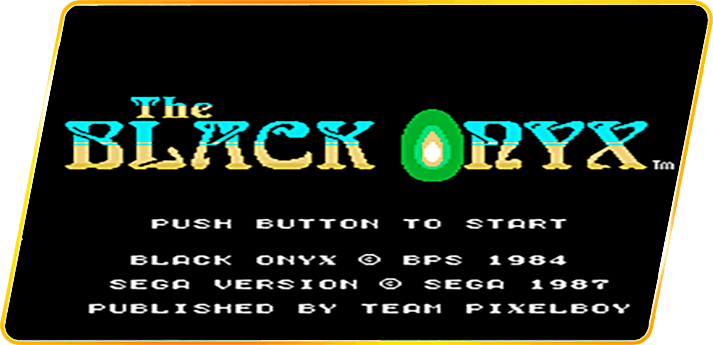 The
BLACK ONYX TM
PUSH BUTTON TO START
BLACK ONYX © BPS 1984
SEGA VERSION © SEGA 1987
PUBLISHED BY TEAM PIXELBOY